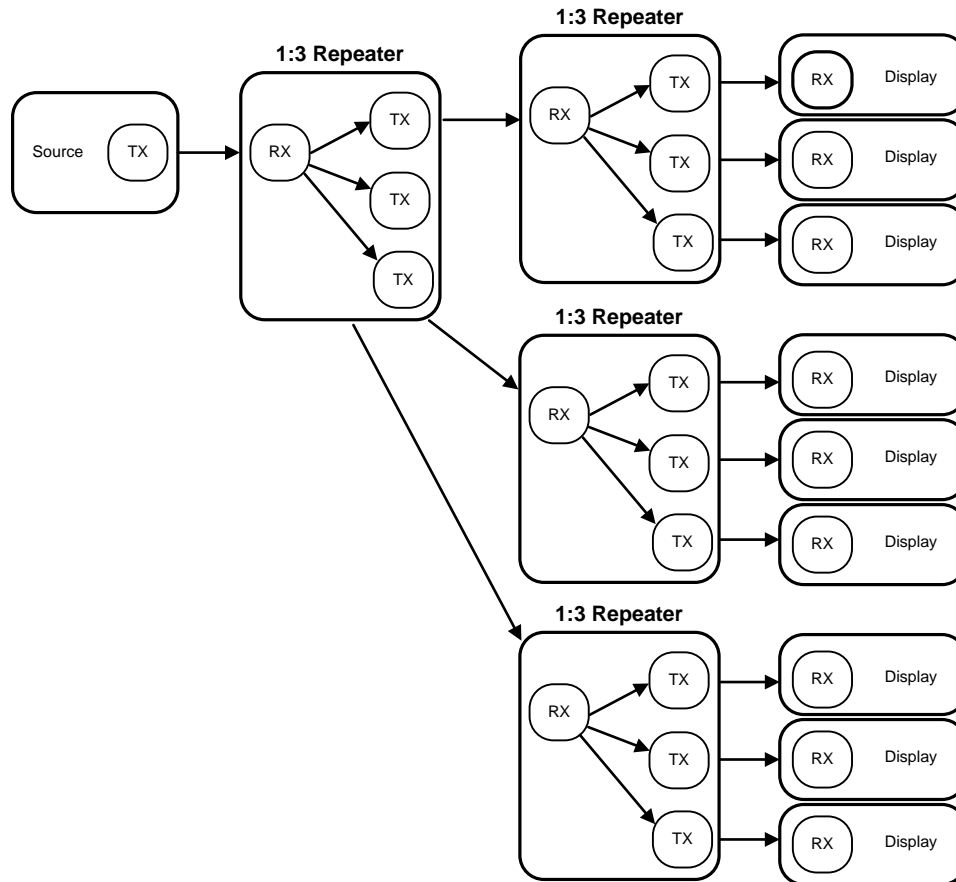 1:3 Repeater
1:3 Repeater
Source
TX
RX
TX
TX
TX
RX
TX
TX
TX
RX
Display
RX
Display
RX
Display
1:3 Repeater
RX
TX
TX
TX
RX
Display
RX
Display
RX
Display
1:3 Repeater
RX
TX
TX
TX
RX
Display
RX
Display
RX
Display